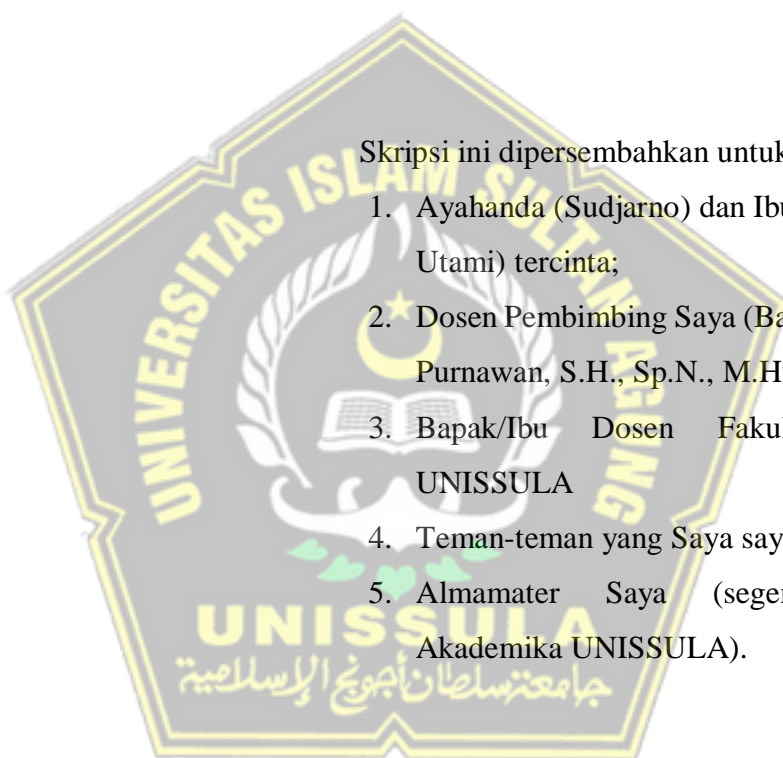 Skripsi ini dipersembahkan untuk
1. Ayahanda (Sudjarno) dan Ibu
Utami) tercinta;
2. Dosen Pembimbing Saya (Ba
Purnawan, S.H., Sp.N., M.H
3. Bapak/Ibu Dosen Fakul
UNISSULA
4. Teman-teman yang Saya say
5. Almamater Saya (seger
Akademika UNISSULA).
UNIVERSITAS ISLAM SULTAN AGUNG
UNISSULA
جامعة سلطان أجونج الإسلامية